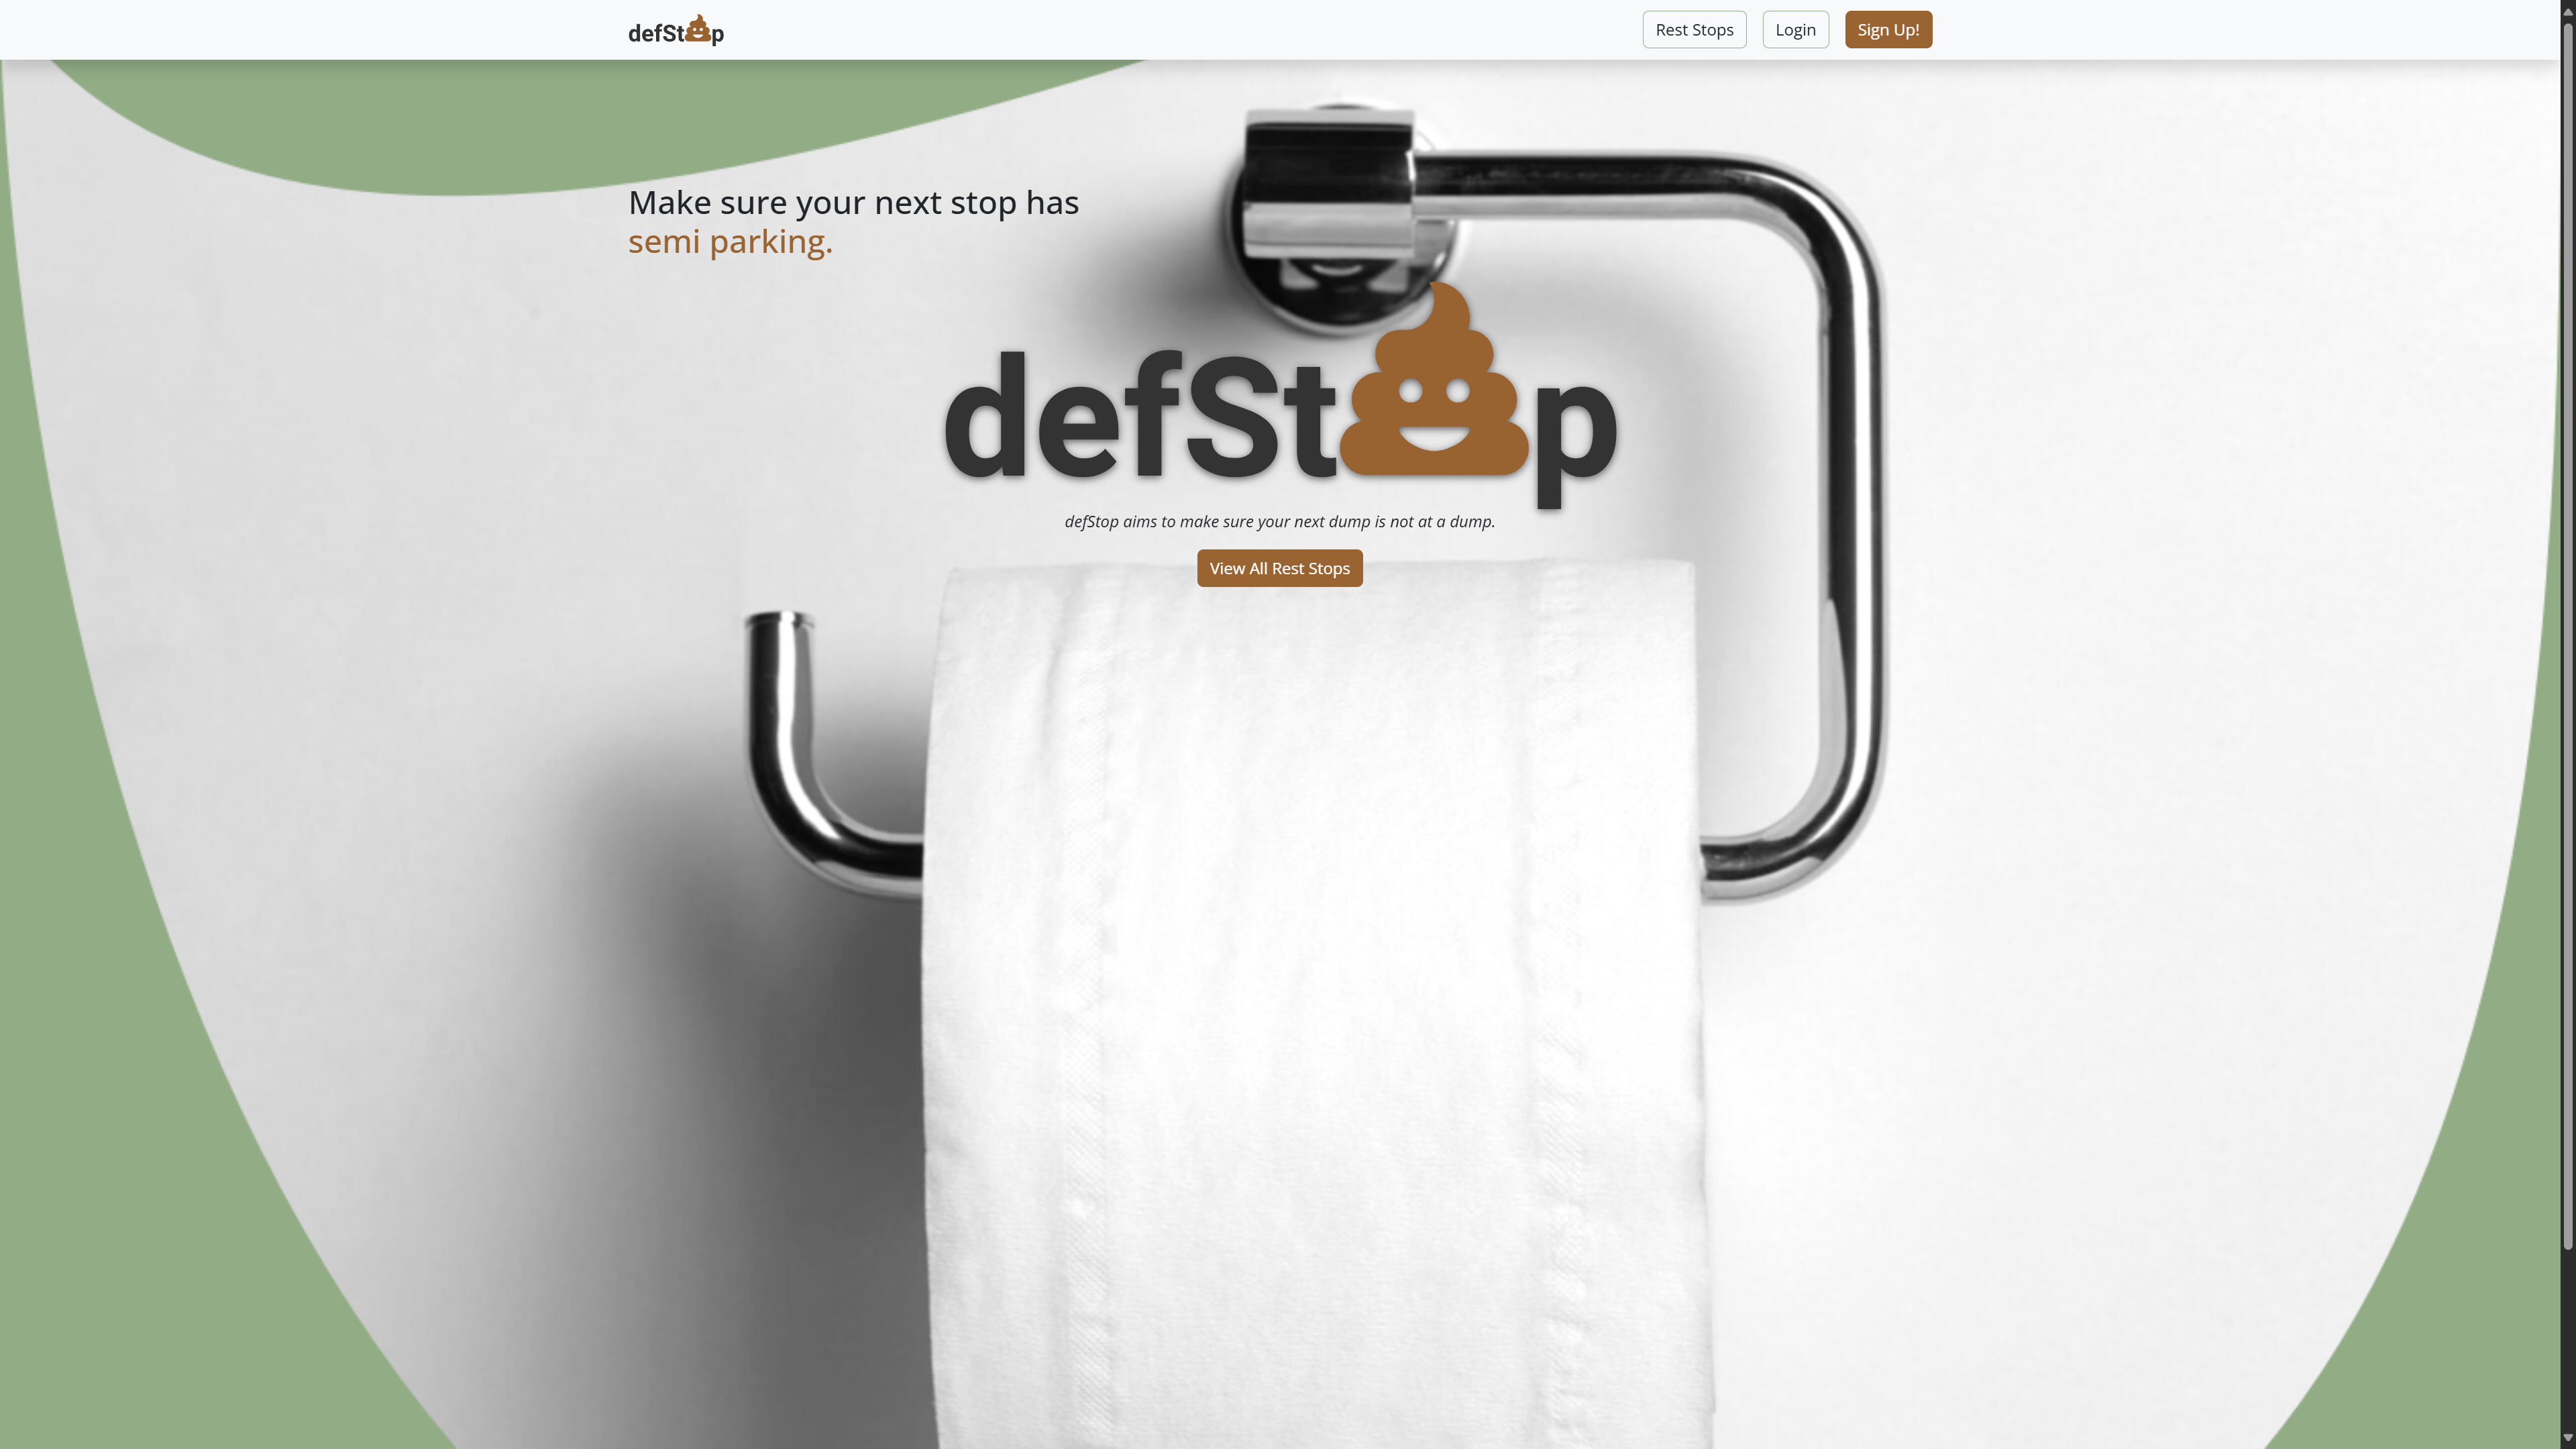 defStp
Rest Stops
Login
Sign Up!
Make sure your next stop has
semi parking.
defStp
defStop aims to make sure your next dump is not at a dump.
View All Rest Stops